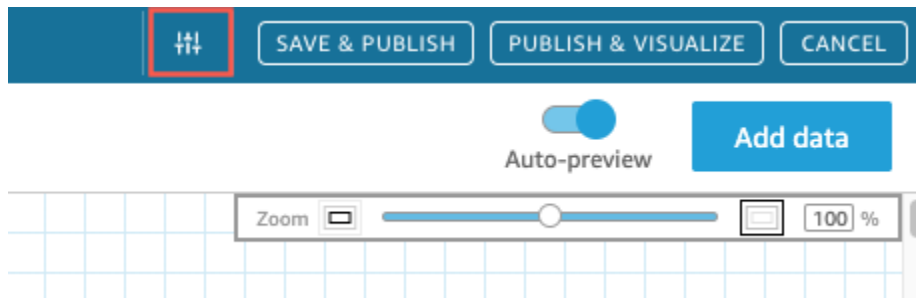 SAVE & PUBLISH PUBLISH & VISUALIZE CANCEL
Auto-preview Add data
Zoom 100 %